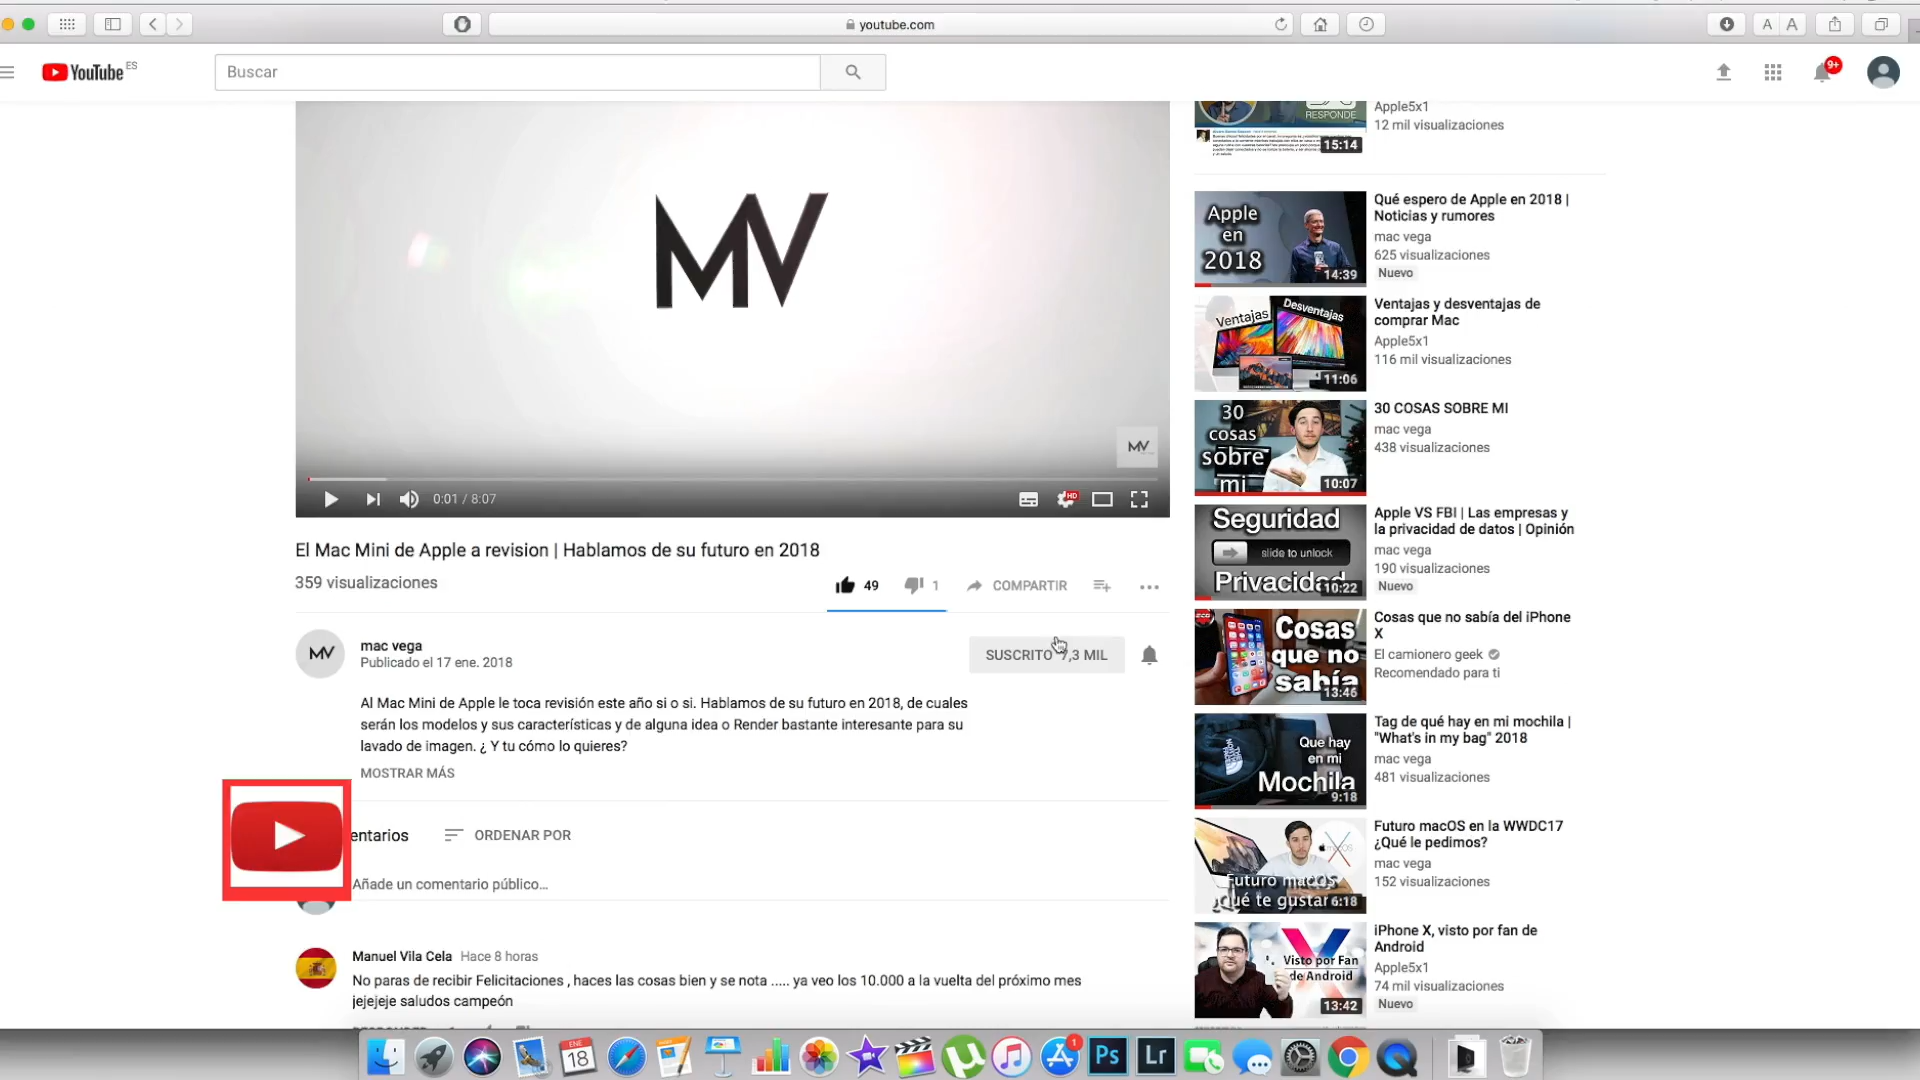 youtube.com
A A
YouTube ES
Buscar
9+
MV
MV
0:01 / 8:07
HD
El Mac Mini de Apple a revision | Hablamos de su futuro en 2018
359 visualizaciones
49
1
COMPARTIR
MV
mac vega
Publicado el 17 ene. 2018
SUSCRITO 7,3 MIL
Al Mac Mini de Apple le toca revisión este año si o si. Hablamos de su futuro en 2018, de cuales
serán los modelos y sus características y de alguna idea o Render bastante interesante para su
lavado de imagen. ¿ Y tu cómo lo quieres?
MOSTRAR MÁS
entarios
ORDENAR POR
Añade un comentario público...
Manuel Vila Cela Hace 8 horas
No paras de recibir Felicitaciones , haces las cosas bien y se nota ..... ya veo los 10.000 a la vuelta del próximo mes
jejejeje saludos campeón
RESPONDE
15:14
Apple5x1
12 mil visualizaciones
Apple
en
2018
14:39
Qué espero de Apple en 2018 |
Noticias y rumores
mac vega
625 visualizaciones
Nuevo
Ventajas
Desventajas
11:06
Ventajas y desventajas de
comprar Mac
Apple5x1
116 mil visualizaciones
30
cosas
sobre
mi
10:07
30 COSAS SOBRE MI
mac vega
438 visualizaciones
Seguridad
slide to unlock
Privacidad
10:22
Apple VS FBI | Las empresas y
la privacidad de datos | Opinión
mac vega
190 visualizaciones
Nuevo
Cosas
que no
sabía
13:46
Cosas que no sabía del iPhone
X
El camionero geek
Recomendado para ti
Que hay
en mi
Mochila
9:18
Tag de qué hay en mi mochila |
"What's in my bag" 2018
mac vega
481 visualizaciones
macOS
Futuro macOS
¿Qué te gustar
6:18
Futuro macOS en la WWDC17
¿Qué le pedimos?
mac vega
152 visualizaciones
Visto por Fan
de Android
13:42
iPhone X, visto por fan de
Android
Apple5x1
74 mil visualizaciones
Nuevo
ENE
18
1
Ps
Lr